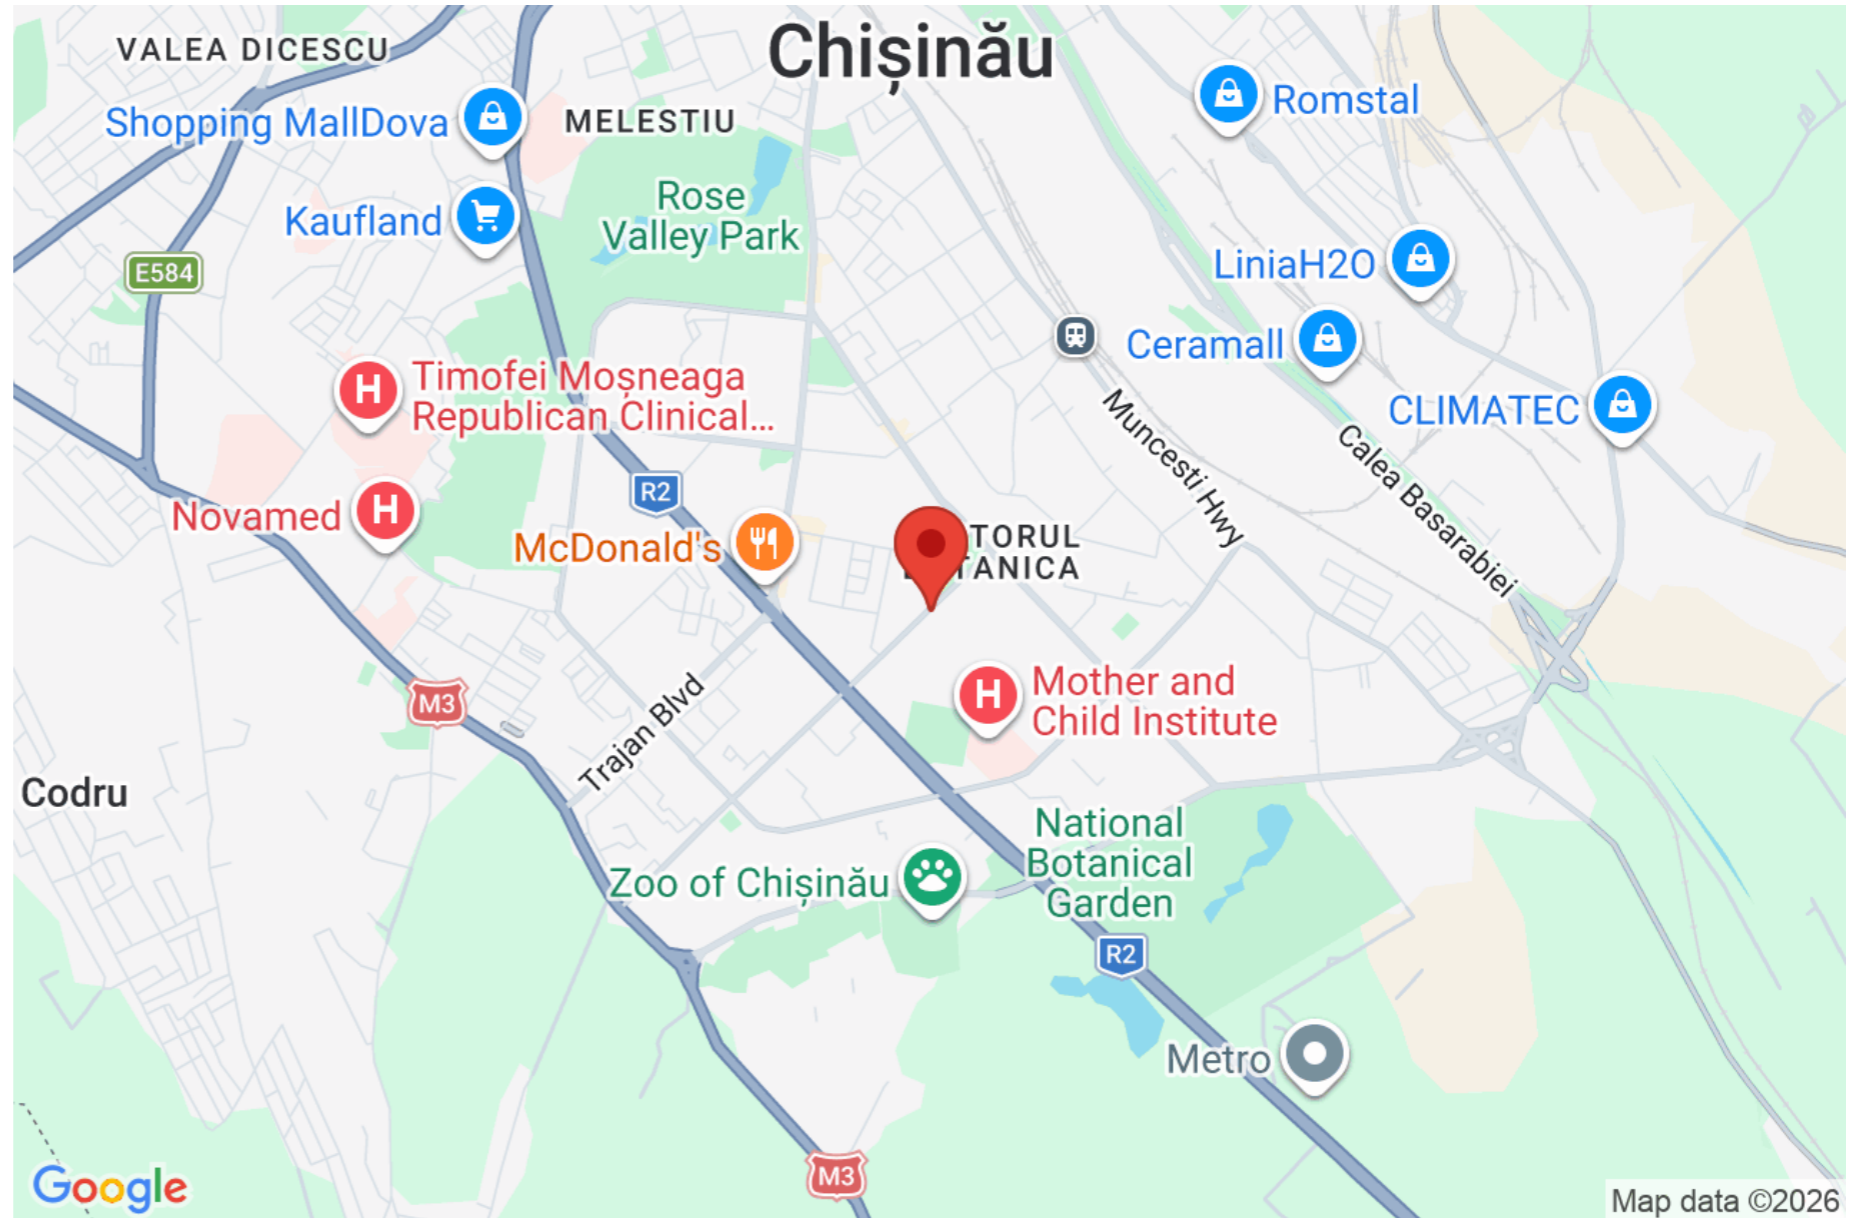 Chișinău
VALEA DICESCU
Shopping MallDova
MELESTIU
Romstal
Rose
Valley Park
Kaufland
E584
LiniaH2O
Ceramall
Timofei Moșneaga
Republican Clinical...
CLIMATEC
Muncesti Hwy
Calea Basarabiei
R2
Novamed
McDonald's
TORUL
TANICA
Mother and
Child Institute
M3
Trajan Blvd
Codru
National
Botanical
Garden
Zoo of Chișinău
R2
Metro
M3
Google
Map data ©2026